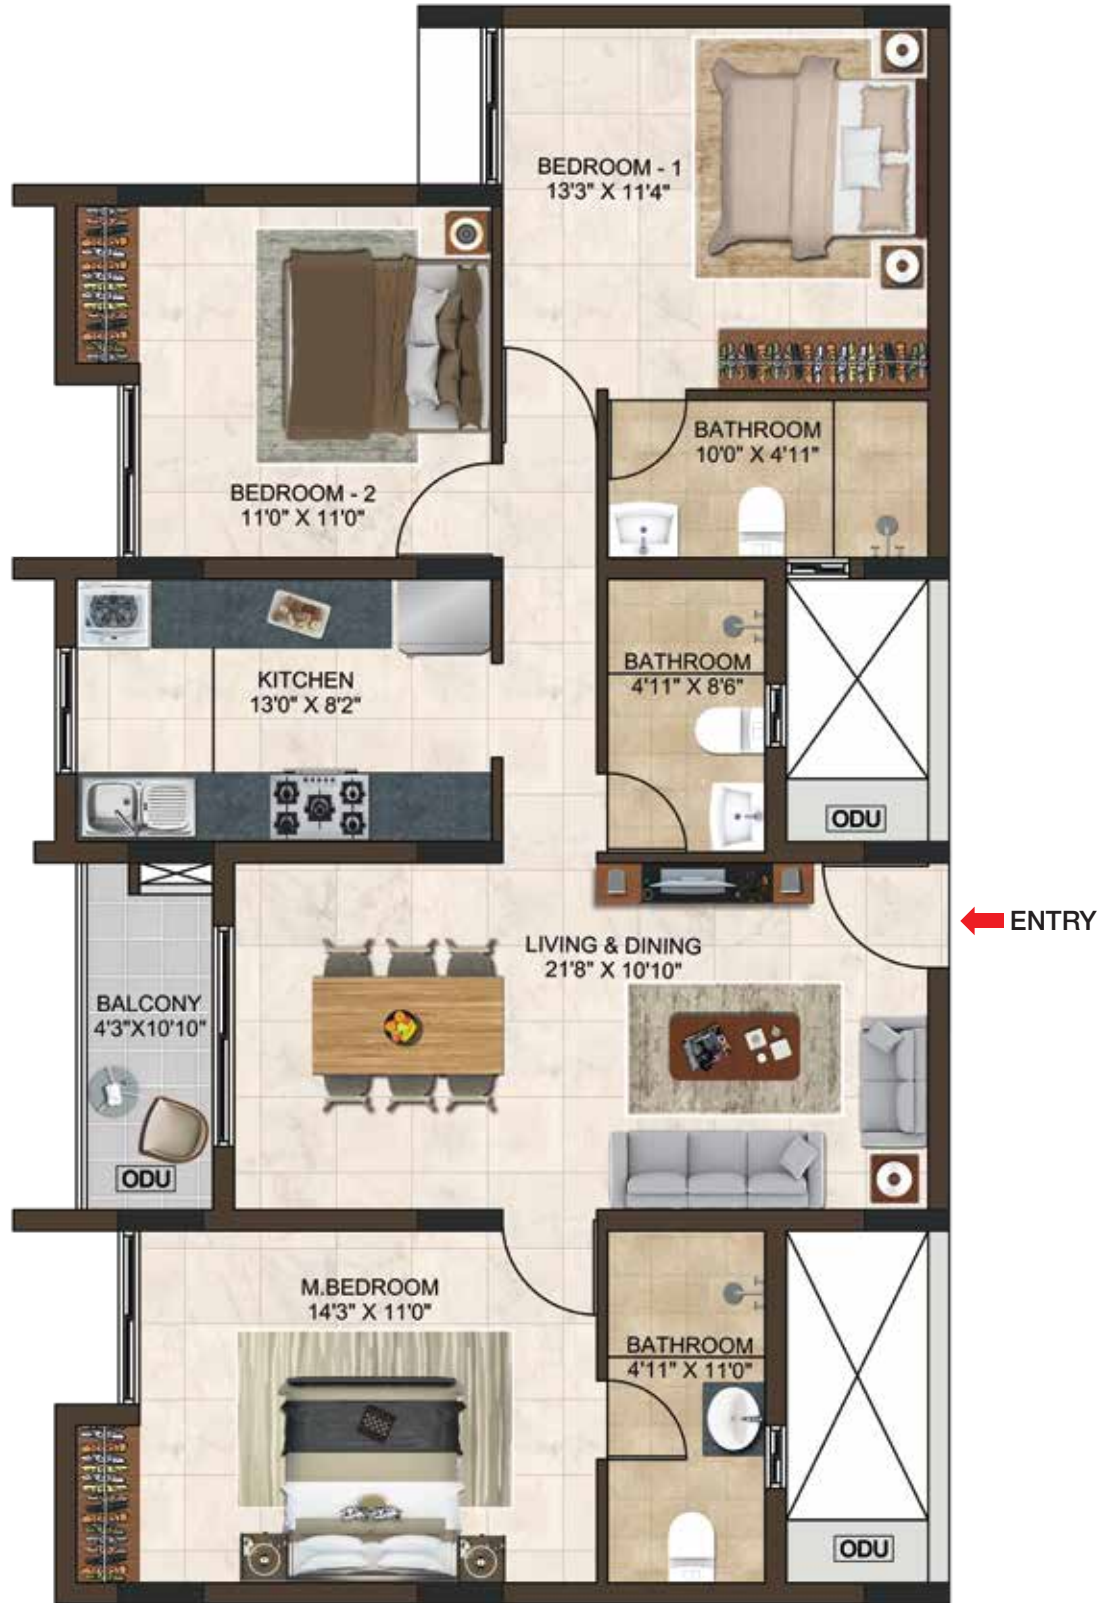 BEDROOM - 1
13'3" X 11'4"
BATHROOM
10'0" X 4'11"
BEDROOM - 2
11'0" X 11'0"
BATHROOM
4'11" X 8'6"
KITCHEN
13'0" X 8'2"
ODU
ENTRY
LIVING & DINING
21'8" X 10'10"
BALCONY
4'3"X10'10"
ODU
M.BEDROOM
14'3" X 11'0"
BATHROOM
4'11" X 11'0"
ODU